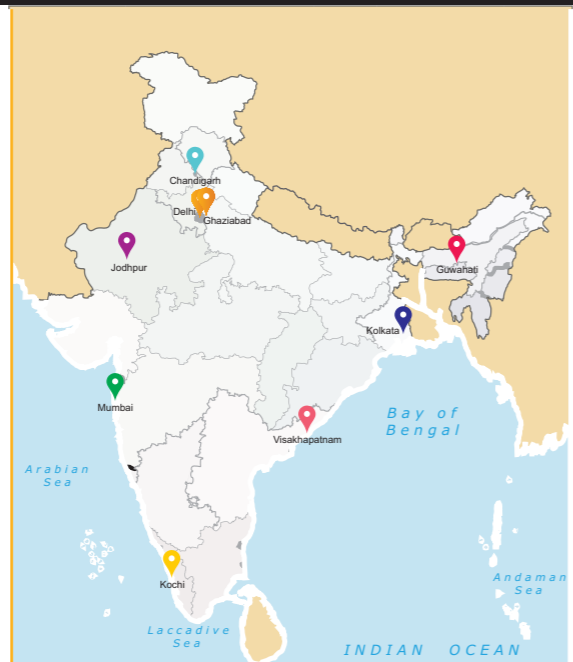 Chandigarh
Delhi
Ghaziabad
Jodhpur
Guwahati
Kolkata
Mumbai
Bay of
Bengal
Visakhapatnam
Arabian
Sea
Kochi
Andaman
Sea
Laccadive
Sea
INDIAN OCEAN